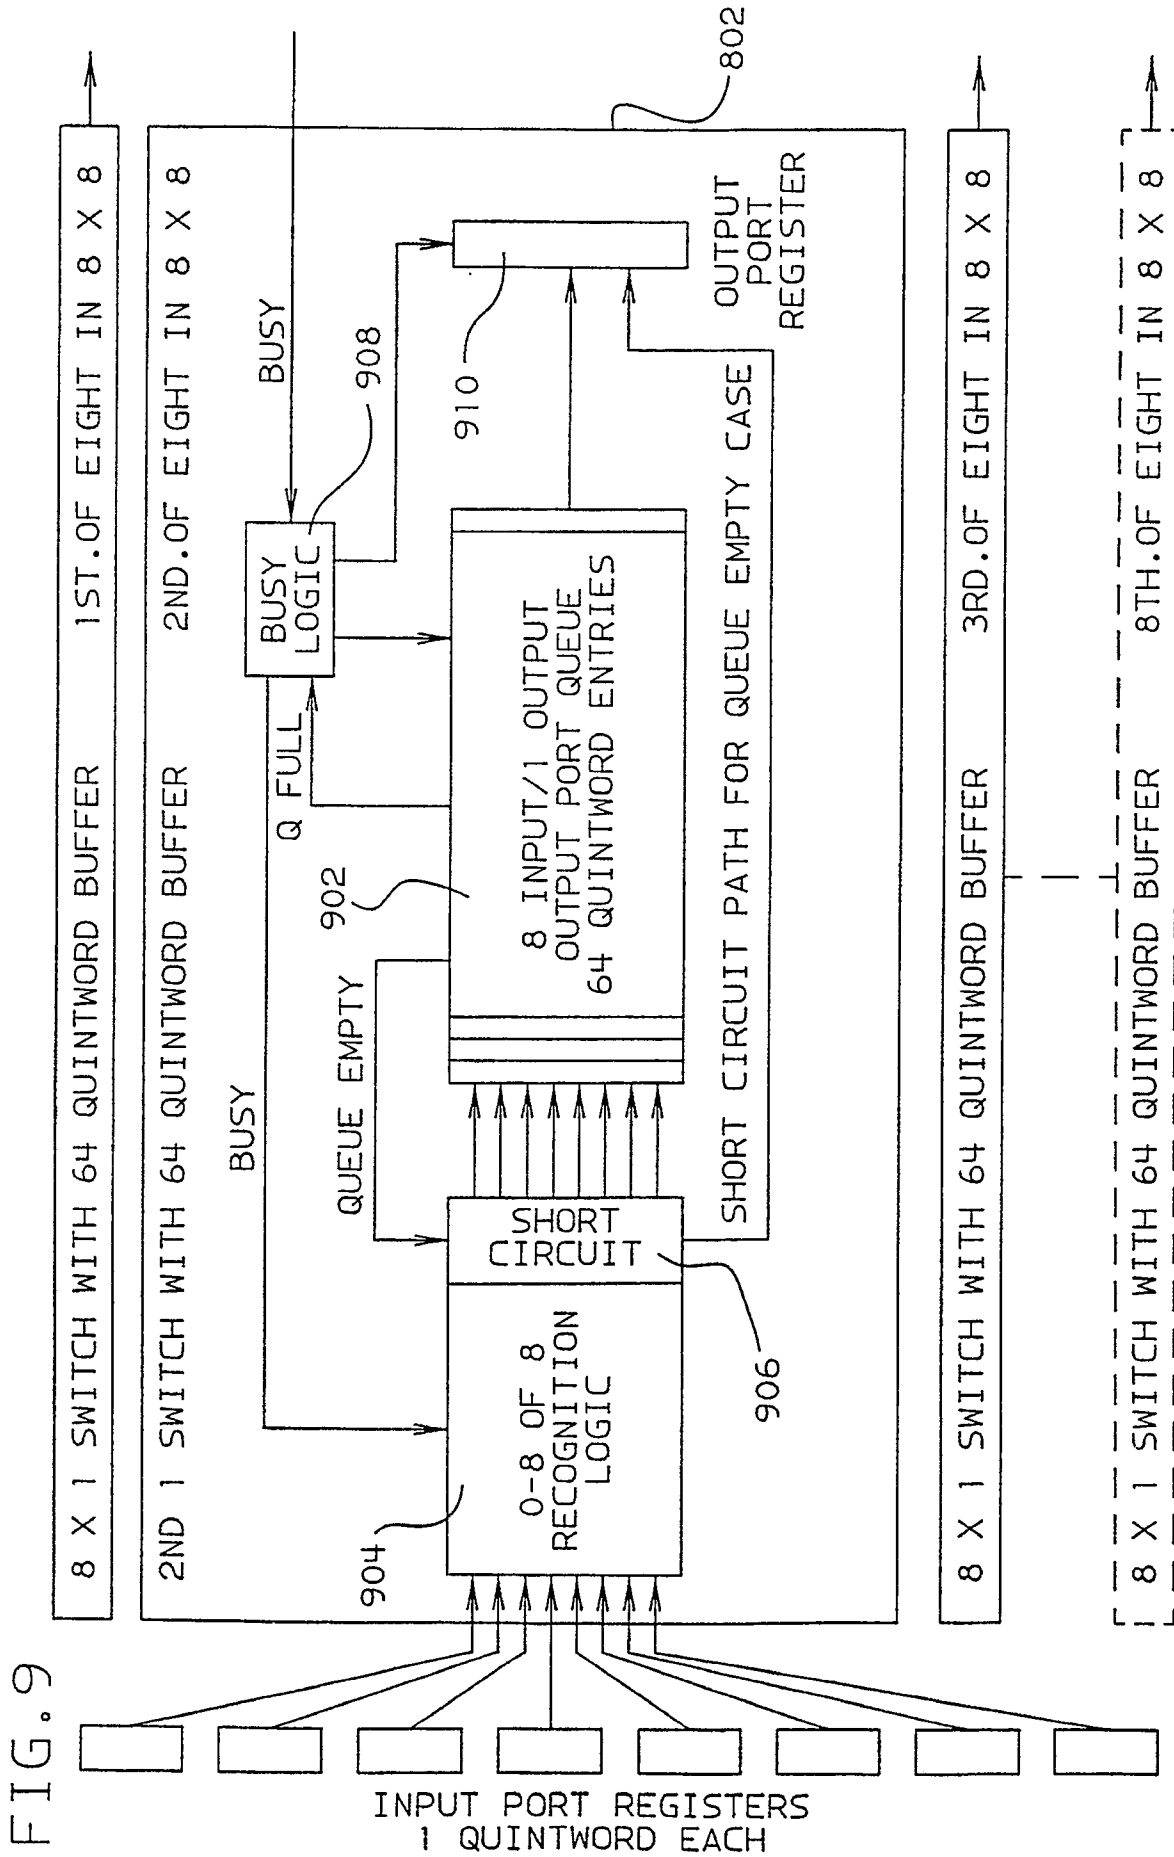 FIG.9
8 X 1 SWITCH WITH 64 QUINTWORD BUFFER 1ST.OF EIGHT IN 8 X 8
2ND 1 SWITCH WITH 64 QUINTWORD BUFFER 2ND.OF EIGHT IN 8 X 8
BUSY
BUSY
BUSY
LOGIC
908
Q FULL
QUEUE EMPTY
902
904
0-8 OF 8
RECOGNITION
LOGIC
SHORT
CIRCUIT
906
8 INPUT/1 OUTPUT
OUTPUT PORT QUEUE
64 QUINTWORD ENTRIES
910
OUTPUT
PORT
REGISTER
802
SHORT CIRCUIT PATH FOR QUEUE EMPTY CASE
8 X 1 SWITCH WITH 64 QUINTWORD BUFFER 3RD.OF EIGHT IN 8 X 8
8 X 1 SWITCH WITH 64 QUINTWORD BUFFER 8TH.OF EIGHT IN 8 X 8
INPUT PORT REGISTERS
1 QUINTWORD EACH